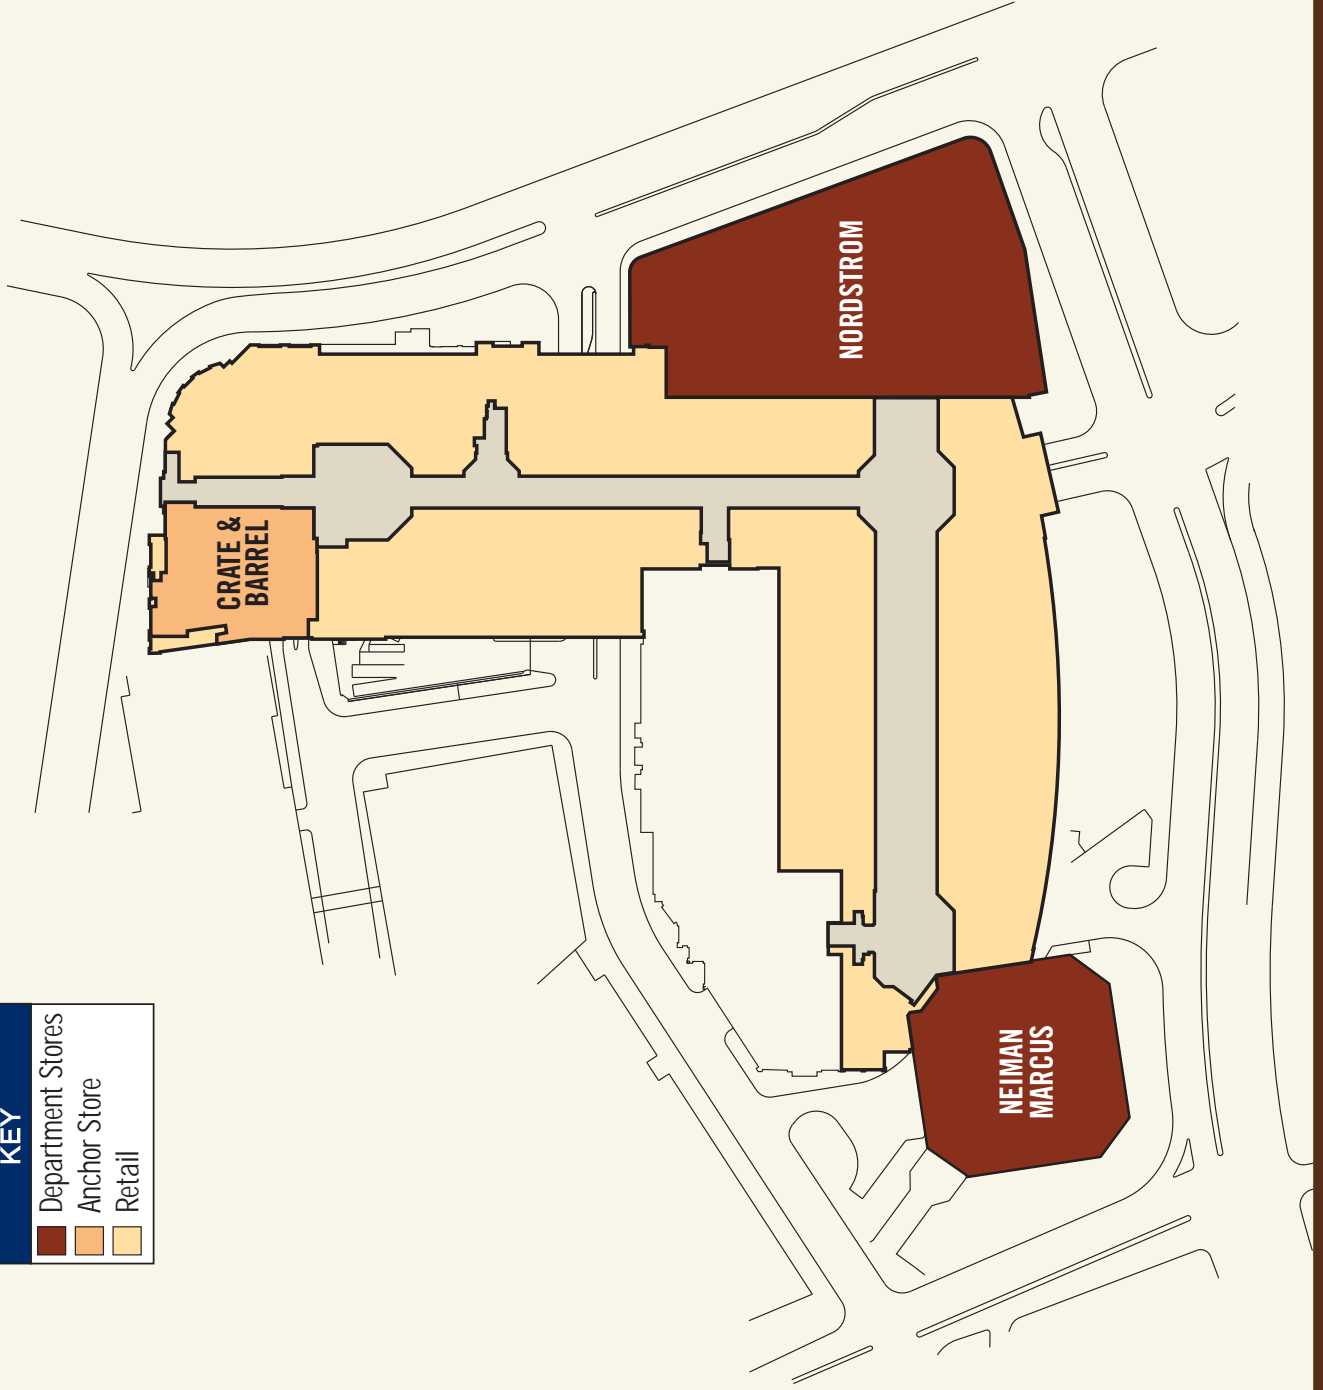 NORDSTROM
CRATE &
BARREL
NEIMAN
MARCUS
KEY
Department Stores
Anchor Store
Retail